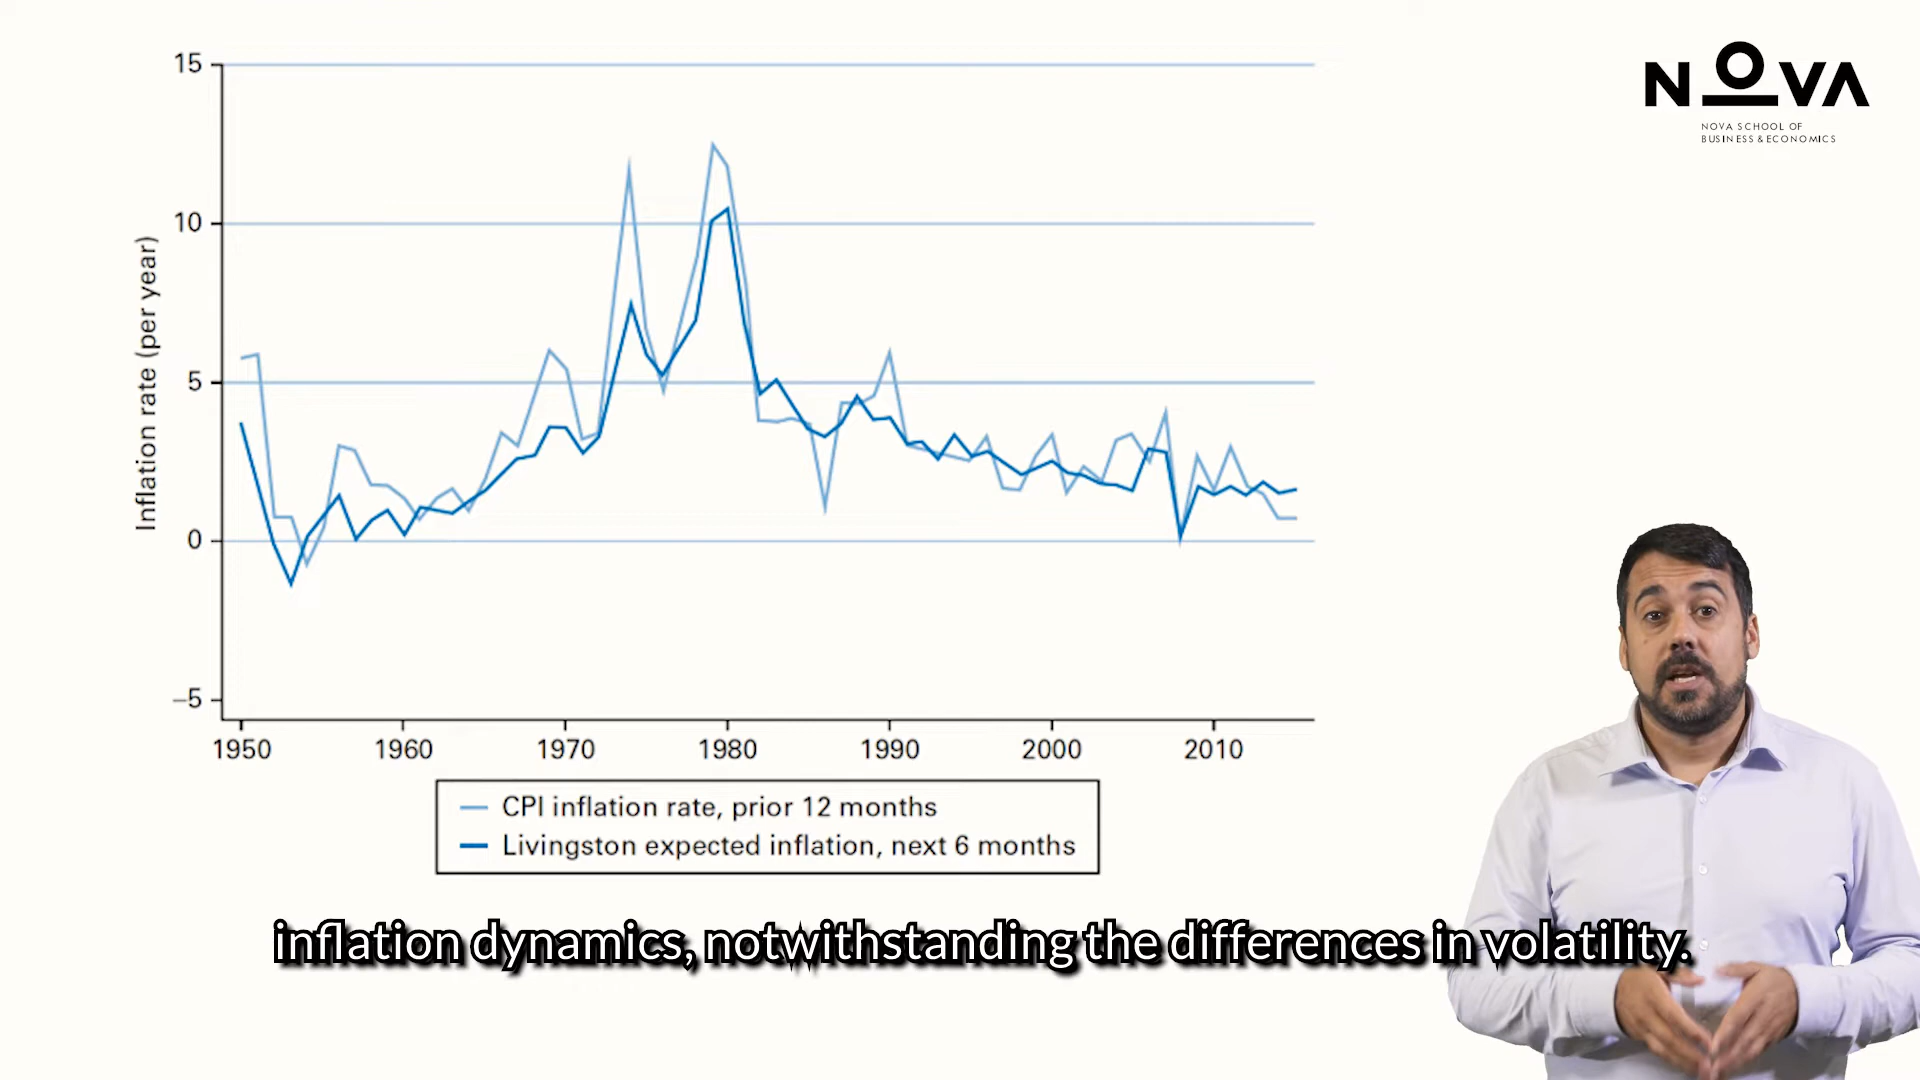 NOVA
NOVA SCHOOL OF
BUSINESS & ECONOMICS
15
10
5
0
–5
Inflation rate (per year)
1950 1960 1970 1980 1990 2000 2010
CPI inflation rate, prior 12 months
Livingston expected inflation, next 6 months
inflation dynamics, notwithstanding the differences in volatility.